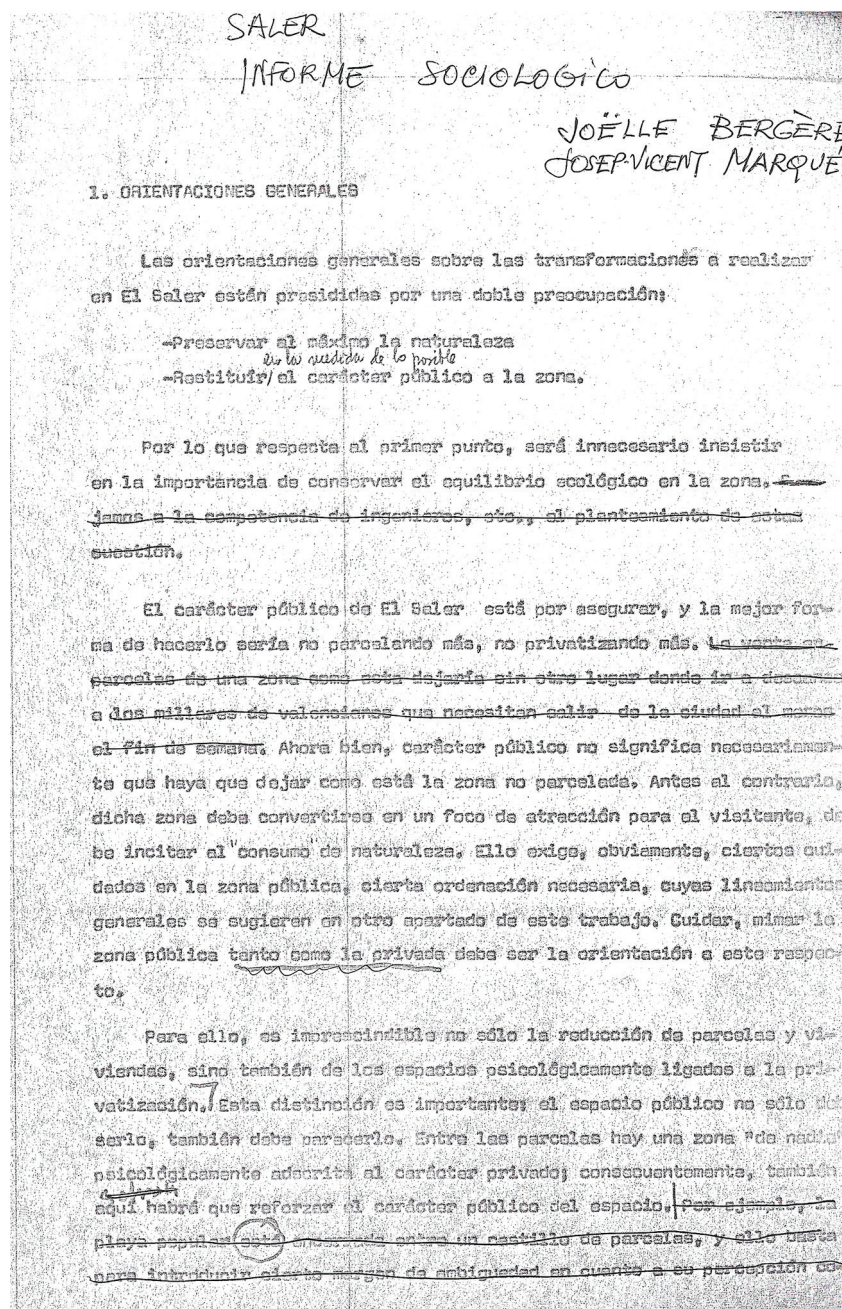 SALER
INFORME SOCIOLOGICO
JOËLLE BERGÈRE
JOSEP-VICENT MARQUÉ
1. ORIENTACIONES GENERALES
Las orientaciones generales sobre las transformaciones a realizar
en El Saler están presididas por una doble preocupación:
-Preservar al máximo la naturaleza
en la medida de lo posible
-Restituír/el carácter público a la zona.
Por lo que respecta al primer punto, será innecesario insistir
en la importancia de conservar el equilibrio ecológico en la zona.
jamos a la competencia de ingenieros, etc., el planteamiento de estas
cuestión.
El carácter público de El Saler está por asegurar, y la mejor for-
ma de hacerlo sería no parcelando más, no privatizando más. La venta en
parcelas de una zona como esta dejaría sin otro lugar donde ir a
a los millares de valencianos que necesitan salir de la ciudad al menos
el fin de semana. Ahora bien, carácter público no significa necesariamen-
te que haya que dejar como está la zona no parcelada. Antes al contrario,
dicha zona debe convertirse en un foco de atracción para el visitante, de
be incitar al "consumo" de naturaleza. Ello exige, obviamente, ciertos cui-
dados en la zona pública, cierta ordenación necesaria, cuyas lineamientos
generales se sugieren en otro apartado de este trabajo. Cuidar, mimar la
zona pública tanto como la privada debe ser la orientación a este respec-
to.
Para ello, es imprescindible no sólo la reducción de parcelas y vi-
viendas, sino también de los espacios psicológicamente ligados a la pri-
vatización. Esta distinción es importante: el espacio público no sólo de
serlo, también debe parecerlo. Entre las parcelas hay una zona "de nadie"
psicológicamente adscrita al carácter privado; consecuentemente, también
aquí habrá que reforzar el carácter público del espacio. Por ejemplo, la
playa popular está encerrada entre un rastrillo de parcelas, y ello basta
para introducir cierto margen de ambiguedad en cuanto a su percepción co-